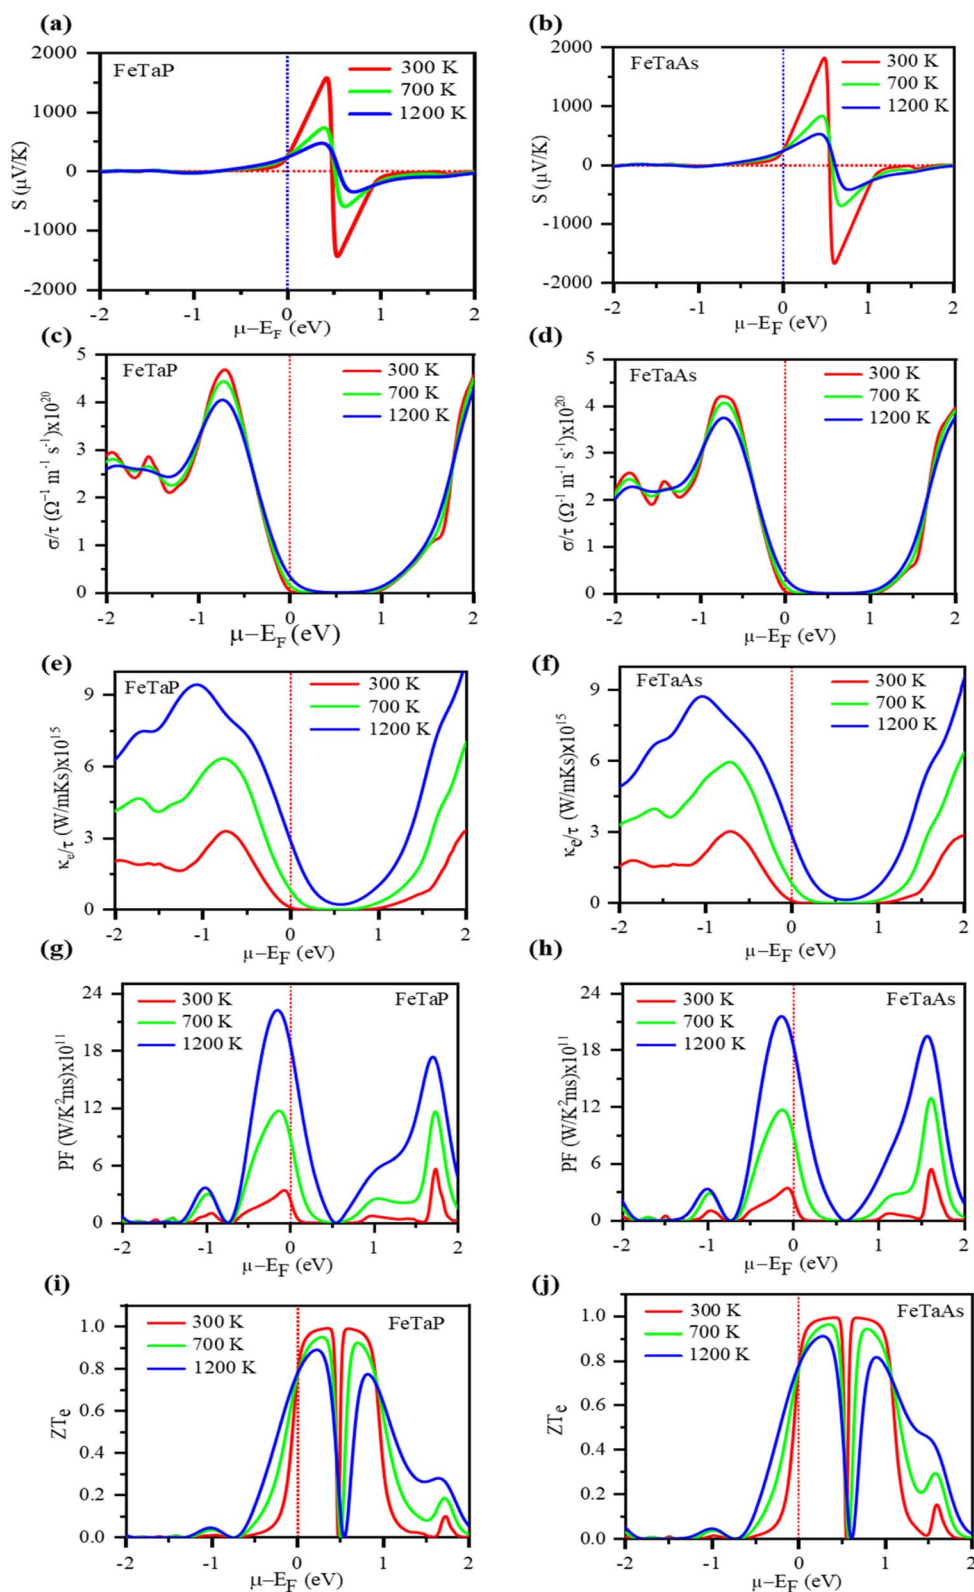 (a)
2000
1000
0
-1000
-2000
S (µV/K)
FeTaP
300 K
700 K
1200 K
-2 -1 0 1 2
µ−E_F (eV)
(b)
2000
1000
0
-1000
-2000
S (µV/K)
FeTaAs
300 K
700 K
1200 K
-2 -1 0 1 2
µ−E_F (eV)
(c)
5
4
3
2
1
0
σ/τ (Ω⁻¹ m⁻¹ s⁻¹)x10²⁰
FeTaP
300 K
700 K
1200 K
-2 -1 0 1 2
µ−E_F (eV)
(d)
5
4
3
2
1
0
σ/τ (Ω⁻¹ m⁻¹ s⁻¹)x10²⁰
FeTaAs
300 K
700 K
1200 K
-2 -1 0 1 2
µ−E_F (eV)
(e)
9
6
3
0
κ_e/τ (W/mKs)x10¹⁵
FeTaP
300 K
700 K
1200 K
-2 -1 0 1 2
µ−E_F (eV)
(f)
9
6
3
0
κ_e/τ (W/mKs)x10¹⁵
FeTaAs
300 K
700 K
1200 K
-2 -1 0 1 2
µ−E_F (eV)
(g)
24
18
12
6
0
PF (W/K²ms)x10¹¹
300 K
700 K
1200 K
FeTaP
-2 -1 0 1 2
µ−E_F (eV)
(h)
24
18
12
6
0
PF (W/K²ms)x10¹¹
300 K
700 K
1200 K
FeTaAs
-2 -1 0 1 2
µ−E_F (eV)
(i)
1.0
0.8
0.6
0.4
0.2
0.0
ZT_e
300 K
700 K
1200 K
FeTaP
-2 -1 0 1 2
µ−E_F (eV)
(j)
1.0
0.8
0.6
0.4
0.2
0.0
ZT_e
300 K
700 K
1200 K
FeTaAs
-2 -1 0 1 2
µ−E_F (eV)